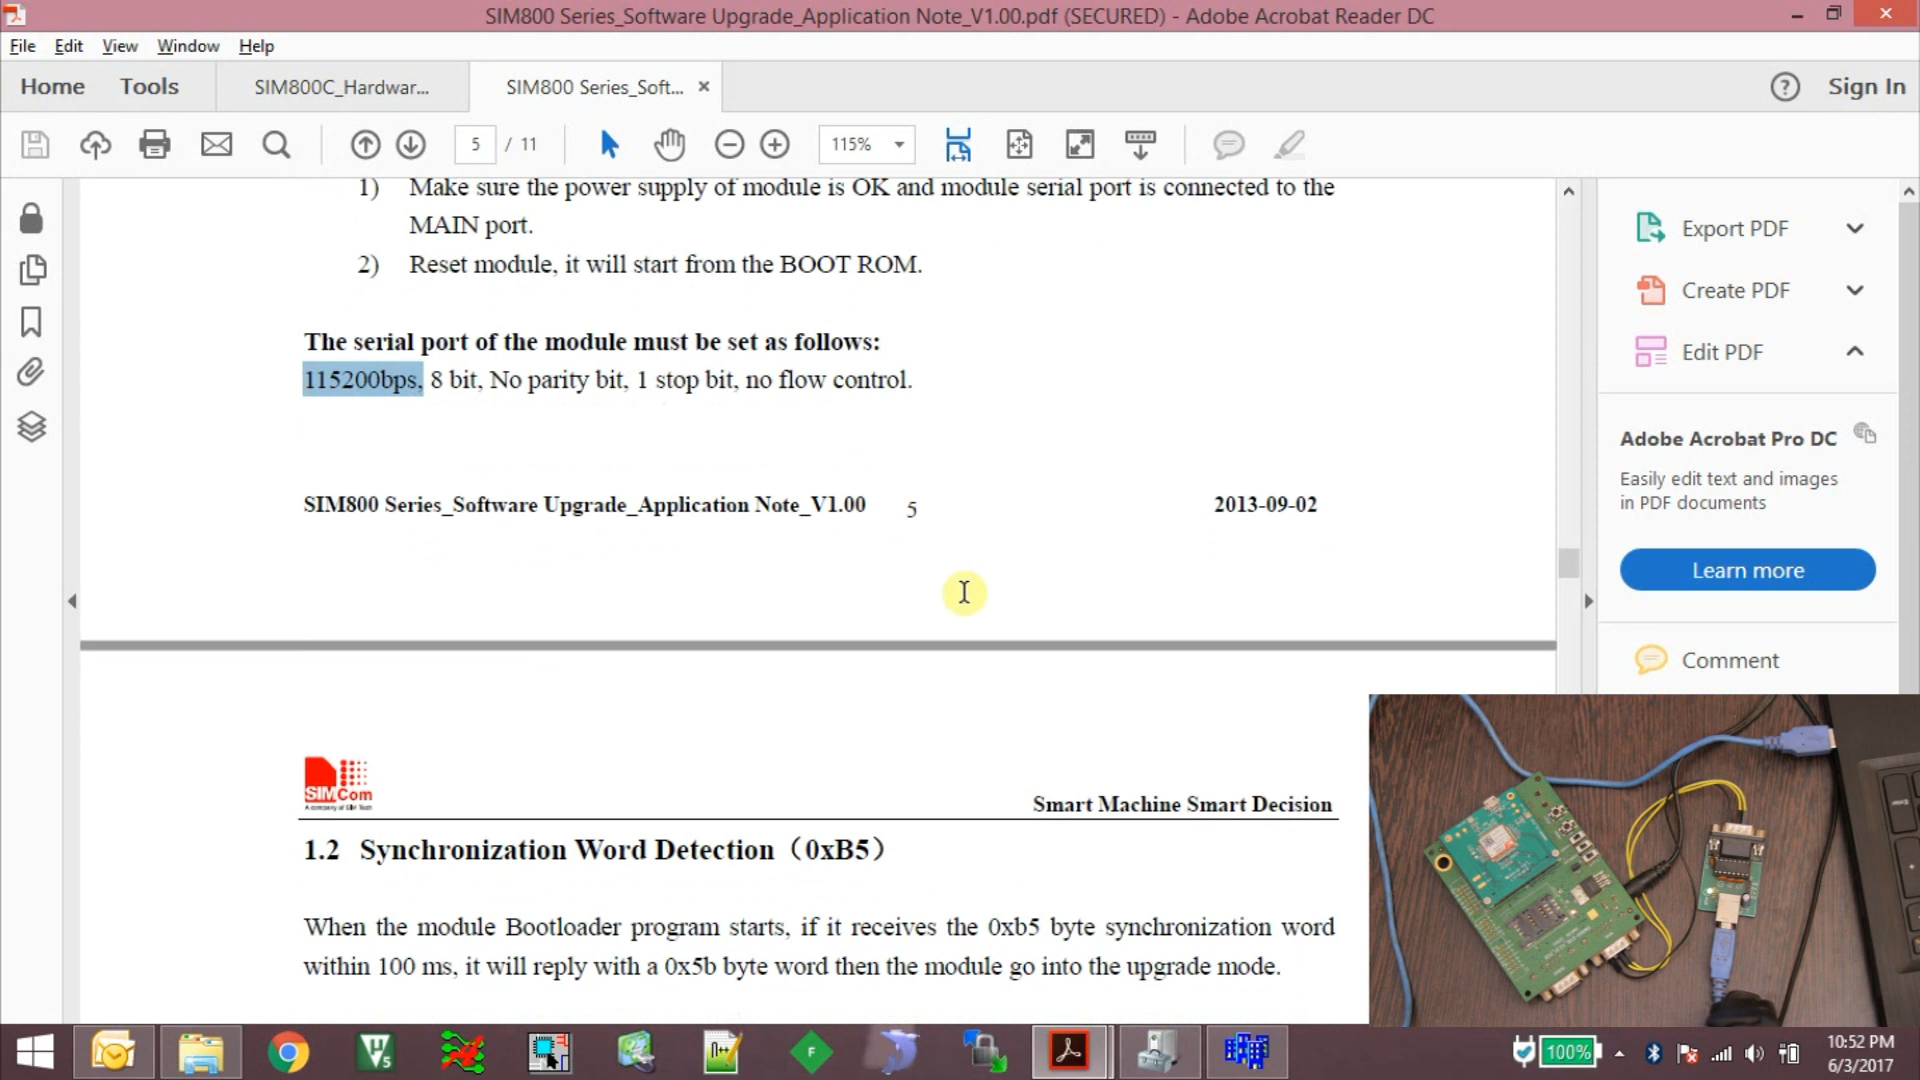 SIM800 Series_Software Upgrade_Application Note_V1.00.pdf (SECURED) - Adobe Acrobat Reader DC
File Edit View Window Help
Home Tools SIM800C_Hardwar... SIM800 Series_Soft... × ? Sign In
5 / 11 115%
1) Make sure the power supply of module is OK and module serial port is connected to the
MAIN port.
2) Reset module, it will start from the BOOT ROM.
The serial port of the module must be set as follows:
115200bps, 8 bit, No parity bit, 1 stop bit, no flow control.
SIM800 Series_Software Upgrade_Application Note_V1.00 5 2013-09-02
SIMCom
A company of SIM Tech
Smart Machine Smart Decision
1.2 Synchronization Word Detection（0xB5）
When the module Bootloader program starts, if it receives the 0xb5 byte synchronization word
within 100 ms, it will reply with a 0x5b byte word then the module go into the upgrade mode.
Export PDF
Create PDF
Edit PDF
Adobe Acrobat Pro DC
Easily edit text and images
in PDF documents
Learn more
Comment
100%
10:52 PM
6/3/2017